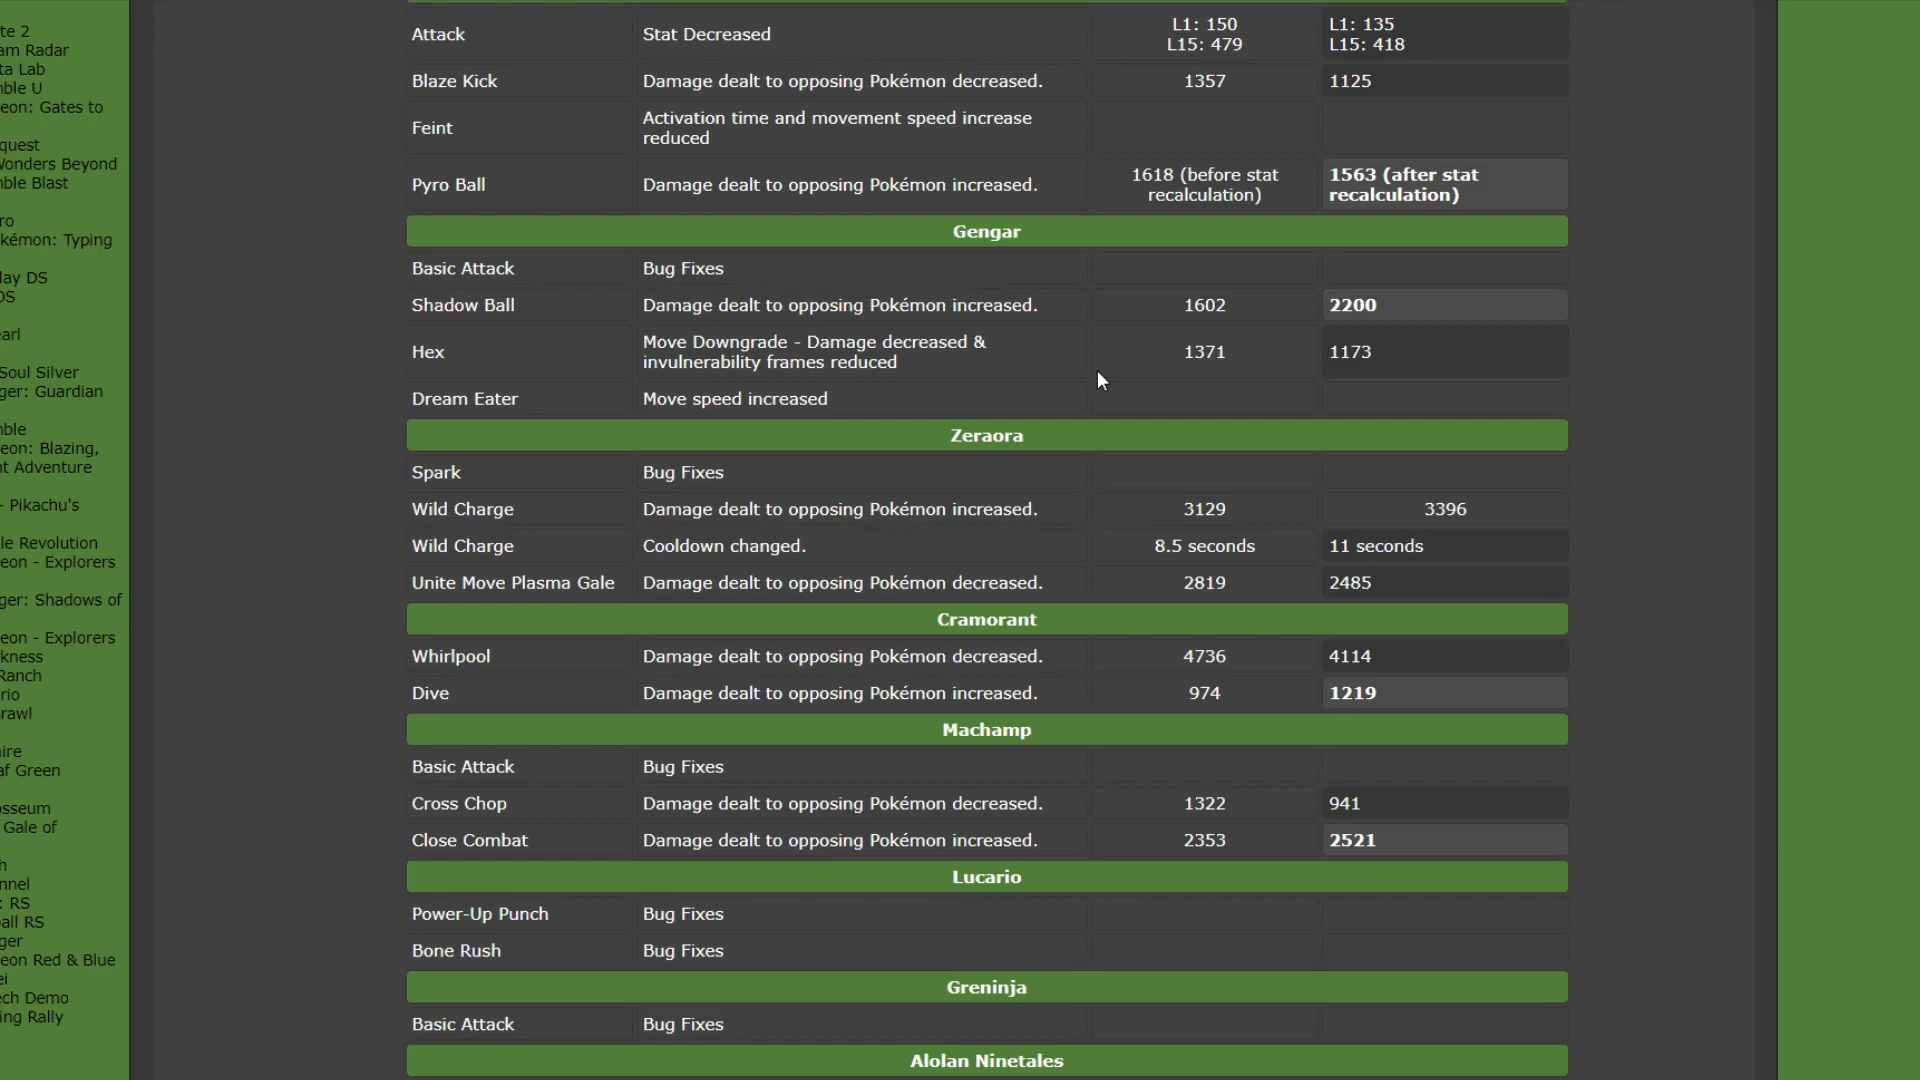 te 2
am Radar
ta Lab
nble U
eon: Gates to
quest
Wonders Beyond
nble Blast
ro
kémon: Typing
lay DS
OS
earl
Soul Silver
ger: Guardian
nble
eon: Blazing,
nt Adventure
- Pikachu's
le Revolution
eon - Explorers
ger: Shadows of
eon - Explorers
kness
Ranch
rio
rawl
ire
af Green
osseum
Gale of
h
nnel
: RS
all RS
ger
eon Red & Blue
ei
ech Demo
ing Rally
Attack Stat Decreased L1: 150 L1: 135
L15: 479 L15: 418
Blaze Kick Damage dealt to opposing Pokémon decreased. 1357 1125
Feint Activation time and movement speed increase
reduced
Pyro Ball Damage dealt to opposing Pokémon increased. 1618 (before stat 1563 (after stat
recalculation) recalculation)
Gengar
Basic Attack Bug Fixes
Shadow Ball Damage dealt to opposing Pokémon increased. 1602 2200
Hex Move Downgrade - Damage decreased & 1371 1173
invulnerability frames reduced
Dream Eater Move speed increased
Zeraora
Spark Bug Fixes
Wild Charge Damage dealt to opposing Pokémon increased. 3129 3396
Wild Charge Cooldown changed. 8.5 seconds 11 seconds
Unite Move Plasma Gale Damage dealt to opposing Pokémon decreased. 2819 2485
Cramorant
Whirlpool Damage dealt to opposing Pokémon decreased. 4736 4114
Dive Damage dealt to opposing Pokémon increased. 974 1219
Machamp
Basic Attack Bug Fixes
Cross Chop Damage dealt to opposing Pokémon decreased. 1322 941
Close Combat Damage dealt to opposing Pokémon increased. 2353 2521
Lucario
Power-Up Punch Bug Fixes
Bone Rush Bug Fixes
Greninja
Basic Attack Bug Fixes
Alolan Ninetales